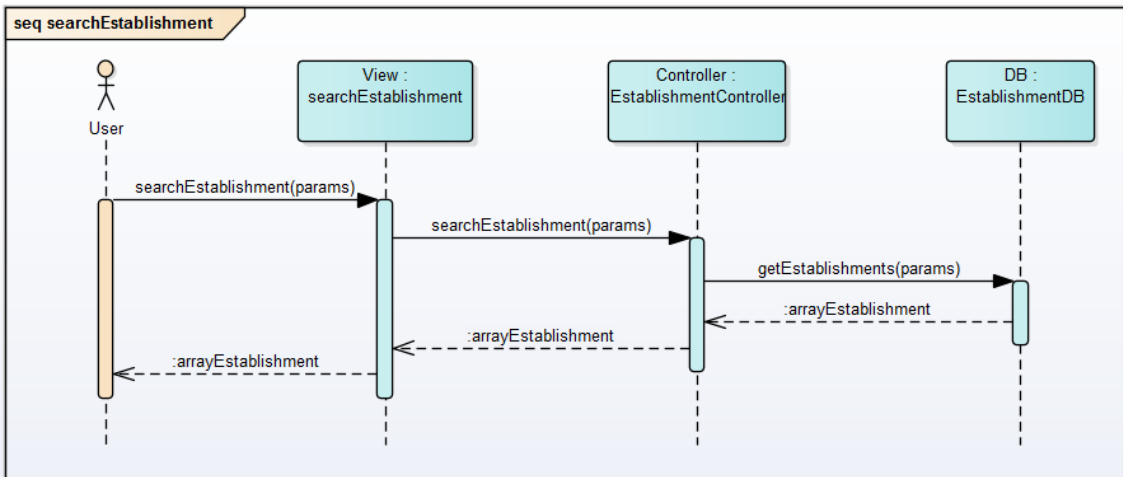 seq searchEstablishment
User
View :
searchEstablishment
Controller :
EstablishmentController
DB :
EstablishmentDB
searchEstablishment(params)
searchEstablishment(params)
getEstablishments(params)
:arrayEstablishment
:arrayEstablishment
:arrayEstablishment